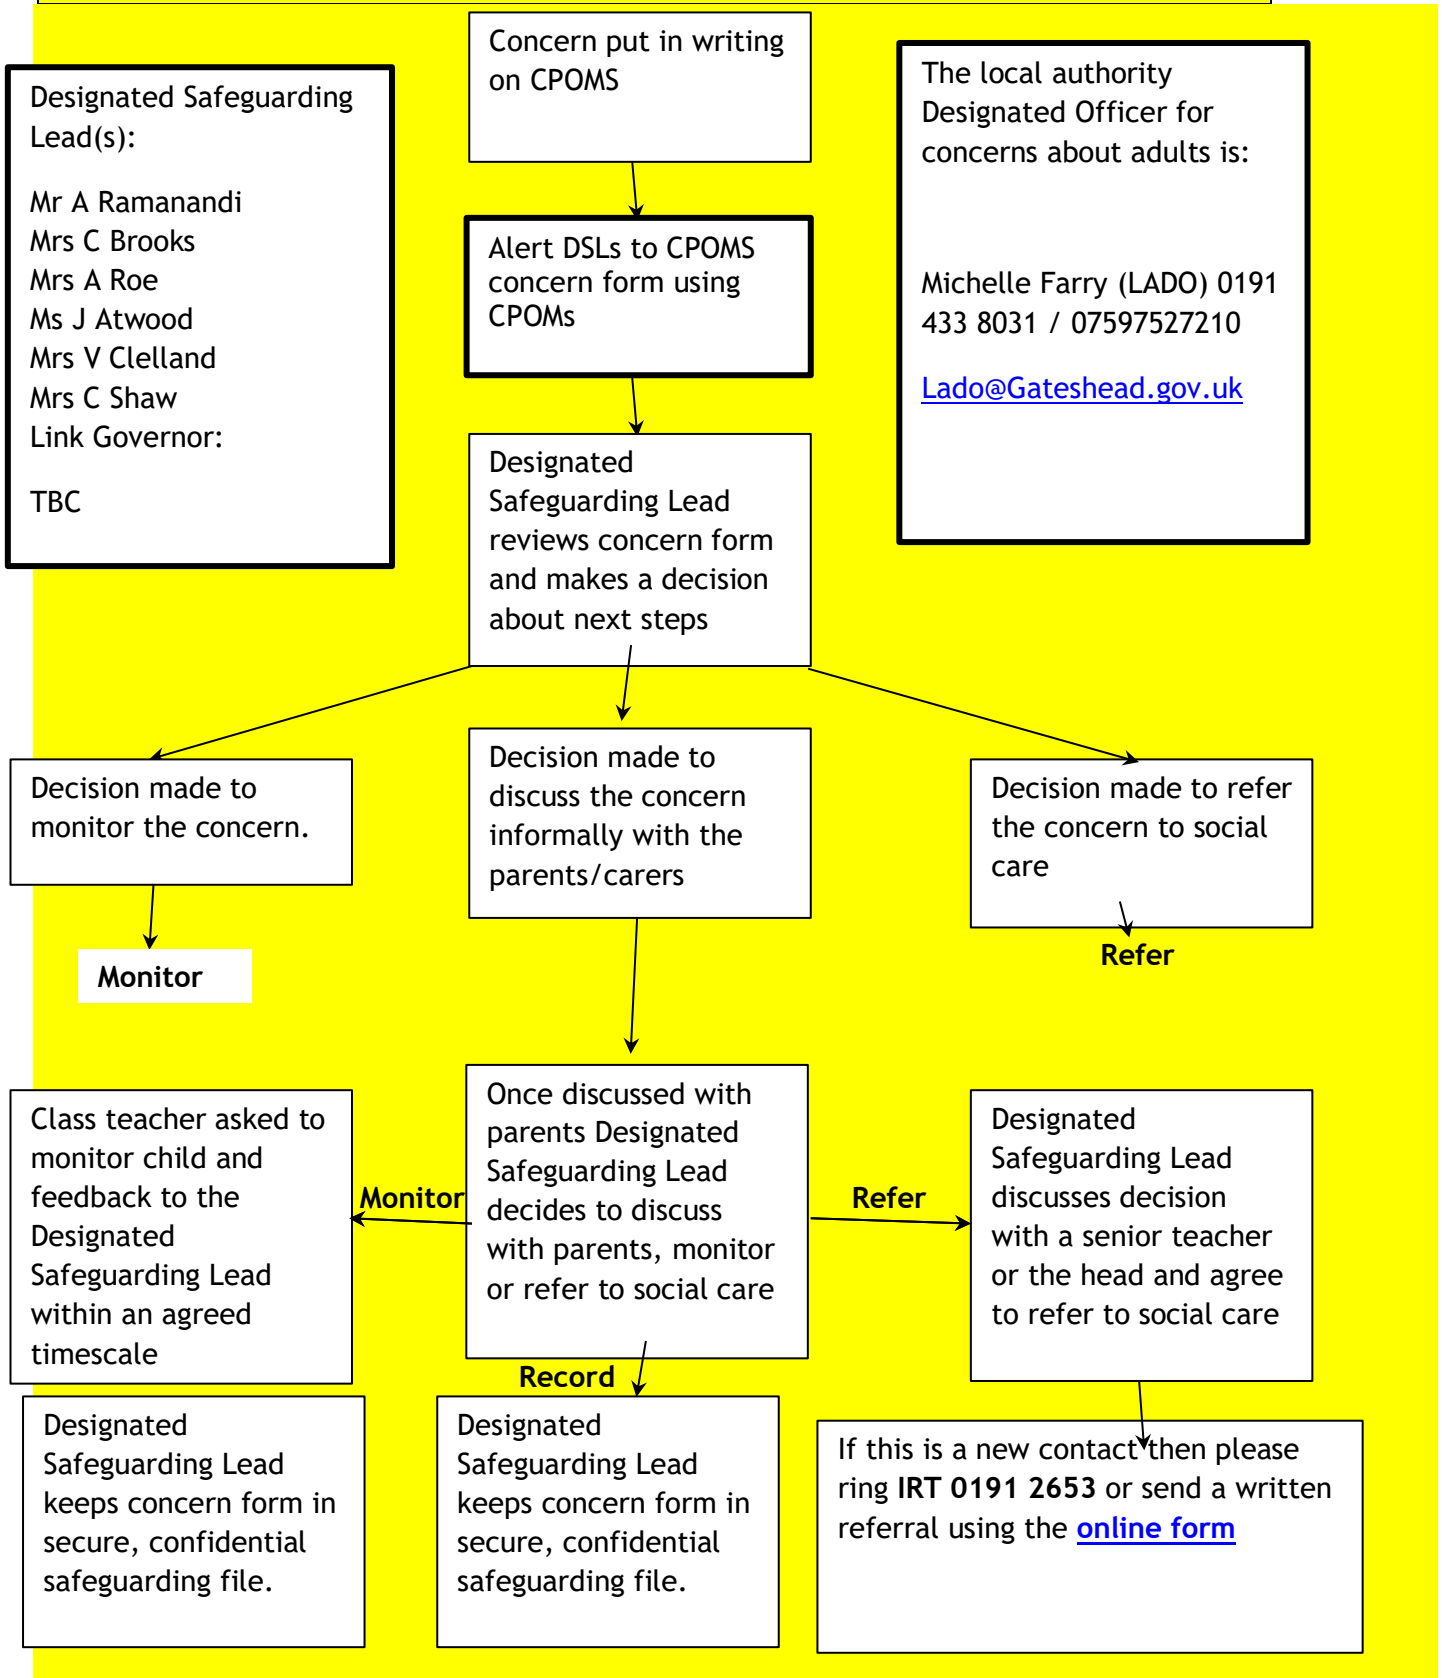 Concern put in writing
on CPOMS
Designated Safeguarding
Lead(s):
Mr A Ramanandi
Mrs C Brooks
Mrs A Roe
Ms J Atwood
Mrs V Clelland
Mrs C Shaw
Link Governor:
TBC
The local authority
Designated Officer for
concerns about adults is:
Michelle Farry (LADO) 0191
433 8031 / 07597527210
Lado@Gateshead.gov.uk
Alert DSLs to CPOMS
concern form using
CPOMs
Designated
Safeguarding Lead
reviews concern form
and makes a decision
about next steps
Decision made to
monitor the concern.
Decision made to
discuss the concern
informally with the
parents/carers
Decision made to refer
the concern to social
care
Monitor
Refer
Class teacher asked to
monitor child and
feedback to the
Designated
Safeguarding Lead
within an agreed
timescale
Monitor
Once discussed with
parents Designated
Safeguarding Lead
decides to discuss
with parents, monitor
or refer to social care
Refer
Designated
Safeguarding Lead
discusses decision
with a senior teacher
or the head and agree
to refer to social care
Record
Designated
Safeguarding Lead
keeps concern form in
secure, confidential
safeguarding file.
Designated
Safeguarding Lead
keeps concern form in
secure, confidential
safeguarding file.
If this is a new contact then please
ring IRT 0191 2653 or send a written
referral using the online form